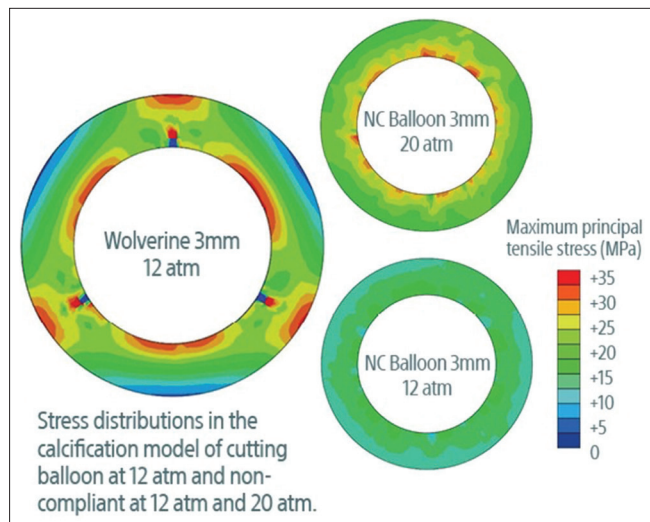 Wolverine 3mm
12 atm
NC Balloon 3mm
20 atm
NC Balloon 3mm
12 atm
Maximum principal
tensile stress (MPa)
+35
+30
+25
+20
+15
+10
+5
0
Stress distributions in the
calcification model of cutting
balloon at 12 atm and non-
compliant at 12 atm and 20 atm.